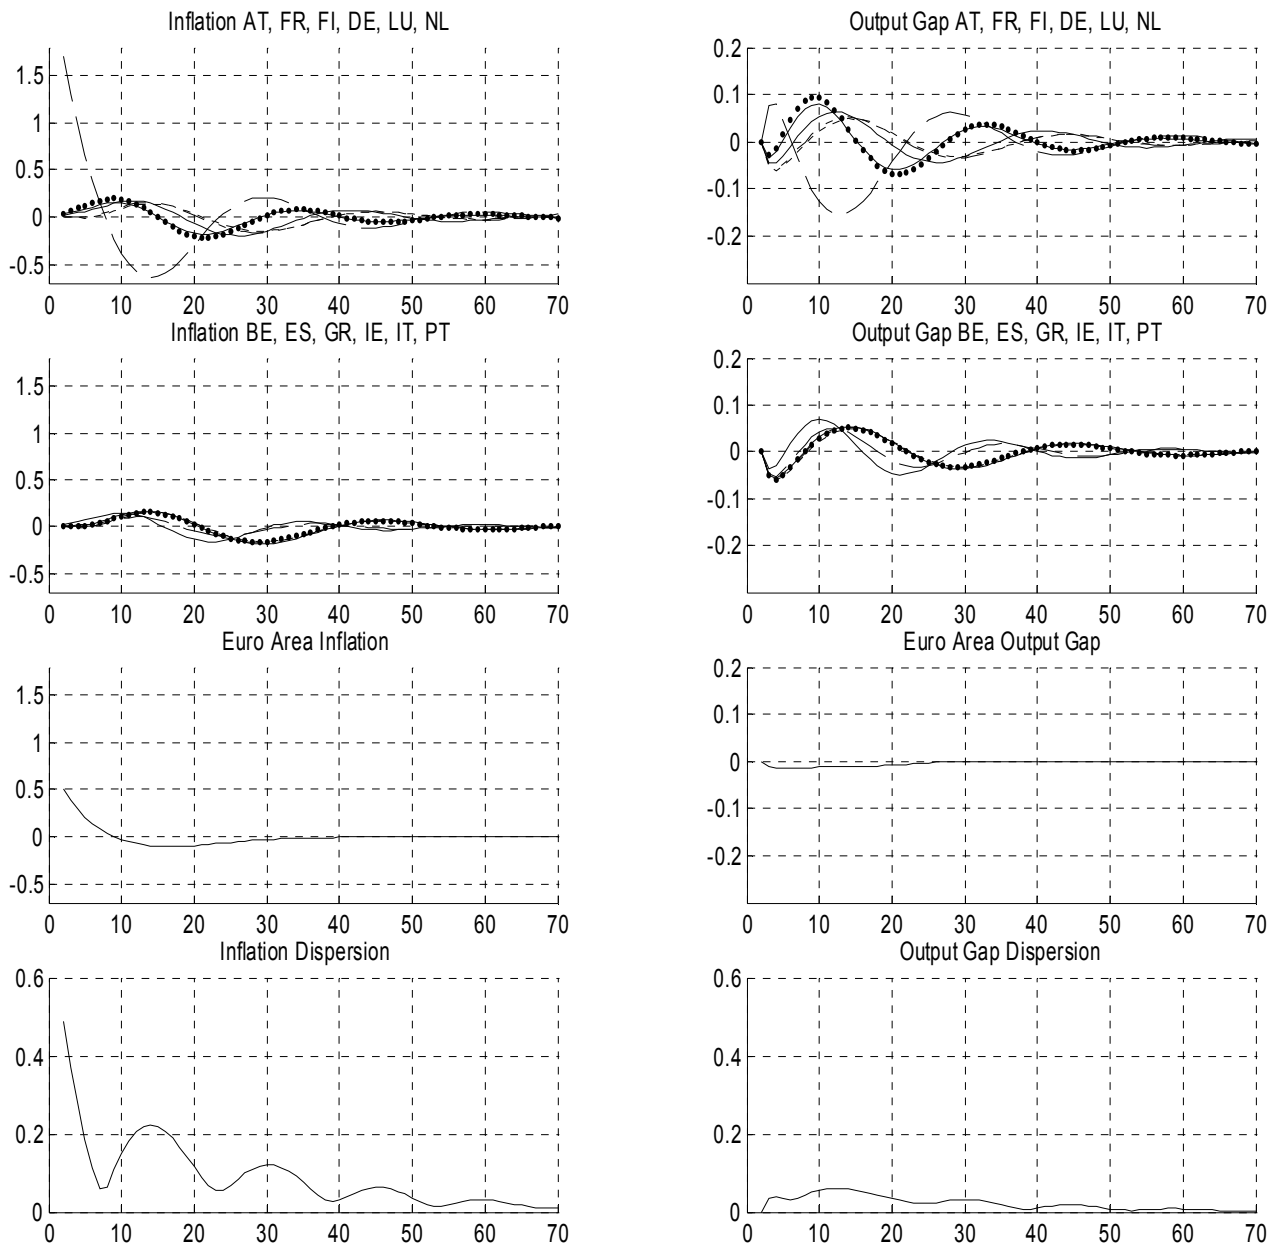 Inflation AT, FR, FI, DE, LU, NL
1.5
1
0.5
0
-0.5
0 10 20 30 40 50 60 70
Output Gap AT, FR, FI, DE, LU, NL
0.2
0.1
0
-0.1
-0.2
0 10 20 30 40 50 60 70
Inflation BE, ES, GR, IE, IT, PT
1.5
1
0.5
0
-0.5
0 10 20 30 40 50 60 70
Output Gap BE, ES, GR, IE, IT, PT
0.2
0.1
0
-0.1
-0.2
0 10 20 30 40 50 60 70
Euro Area Inflation
1.5
1
0.5
0
-0.5
0 10 20 30 40 50 60 70
Euro Area Output Gap
0.2
0.1
0
-0.1
-0.2
0 10 20 30 40 50 60 70
Inflation Dispersion
0.6
0.4
0.2
0
0 10 20 30 40 50 60 70
Output Gap Dispersion
0.6
0.4
0.2
0
0 10 20 30 40 50 60 70